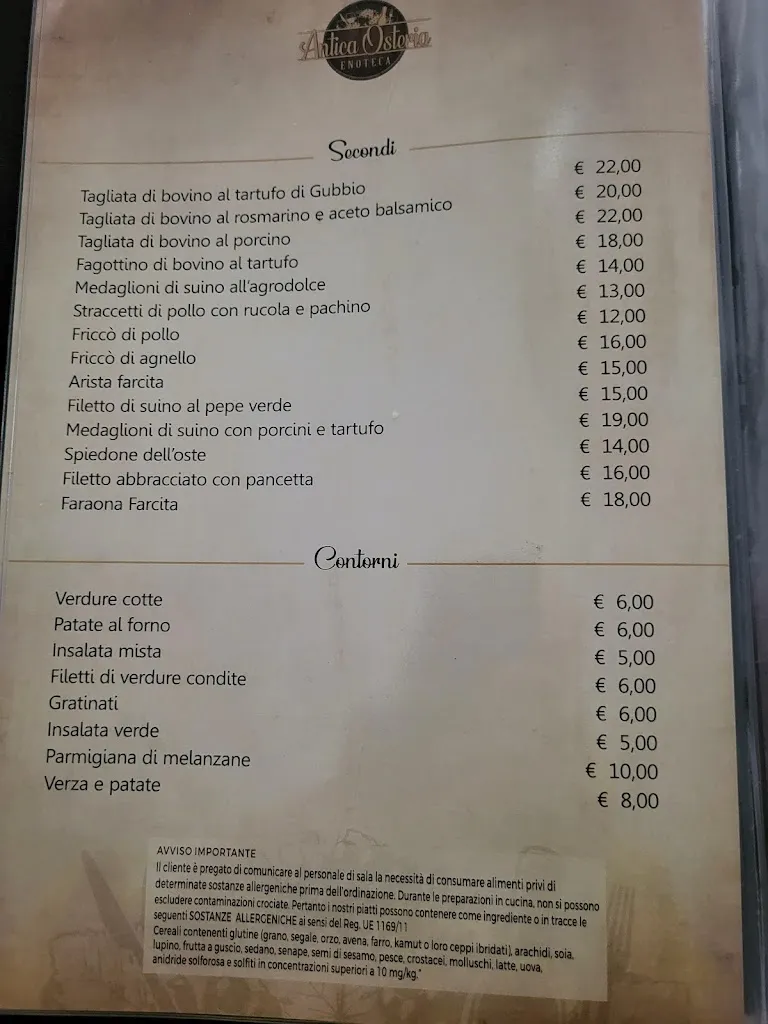 Antica Osteria
ENOTECA
Secondi
Tagliata di bovino al tartufo di Gubbio € 22,00
Tagliata di bovino al rosmarino e aceto balsamico € 20,00
Tagliata di bovino al porcino € 22,00
Fagottino di bovino al tartufo € 18,00
Medaglioni di suino all'agrodolce € 14,00
Straccetti di pollo con rucola e pachino € 13,00
Friccò di pollo € 12,00
Friccò di agnello € 16,00
Arista farcita € 15,00
Filetto di suino al pepe verde € 15,00
Medaglioni di suino con porcini e tartufo € 19,00
Spiedone dell'oste € 14,00
Filetto abbracciato con pancetta € 16,00
Faraona Farcita € 18,00
Contorni
Verdure cotte € 6,00
Patate al forno € 6,00
Insalata mista € 5,00
Filetti di verdure condite € 6,00
Gratinati € 6,00
Insalata verde € 5,00
Parmigiana di melanzane € 10,00
Verza e patate € 8,00
AVVISO IMPORTANTE
Il cliente è pregato di comunicare al personale di sala la necessità di consumare alimenti privi di
determinate sostanze allergeniche prima dell'ordinazione. Durante le preparazioni in cucina, non si possono
escludere contaminazioni crociate. Pertanto i nostri piatti possono contenere come ingrediente o in tracce le
seguenti SOSTANZE ALLERGENICHE ai sensi del Reg. UE 1169/11
Cereali contenenti glutine (grano, segale, orzo, avena, farro, kamut o loro ceppi ibridati), arachidi, soia,
lupino, frutta a guscio, sedano, senape, semi di sesamo, pesce, crostacei, molluschi, latte, uova,
anidride solforosa e solfiti in concentrazioni superiori a 10 mg/kg."